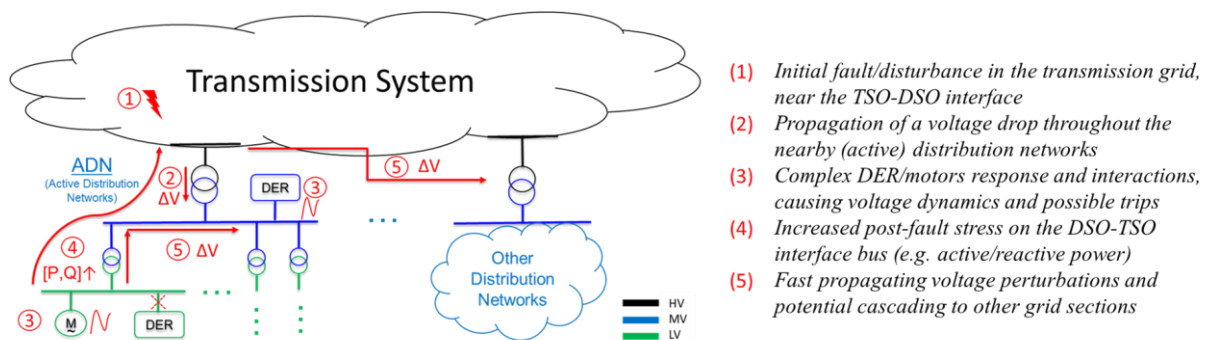 Transmission System
①
ADN
(Active Distribution
Networks)
②
ΔV
DER
③
⑤ ΔV
...
④
[P,Q]↑
⑤ ΔV
③
M
~
DER
Other
Distribution
Networks
HV
MV
LV
(1) Initial fault/disturbance in the transmission grid,
near the TSO-DSO interface
(2) Propagation of a voltage drop throughout the
nearby (active) distribution networks
(3) Complex DER/motors response and interactions,
causing voltage dynamics and possible trips
(4) Increased post-fault stress on the DSO-TSO
interface bus (e.g. active/reactive power)
(5) Fast propagating voltage perturbations and
potential cascading to other grid sections